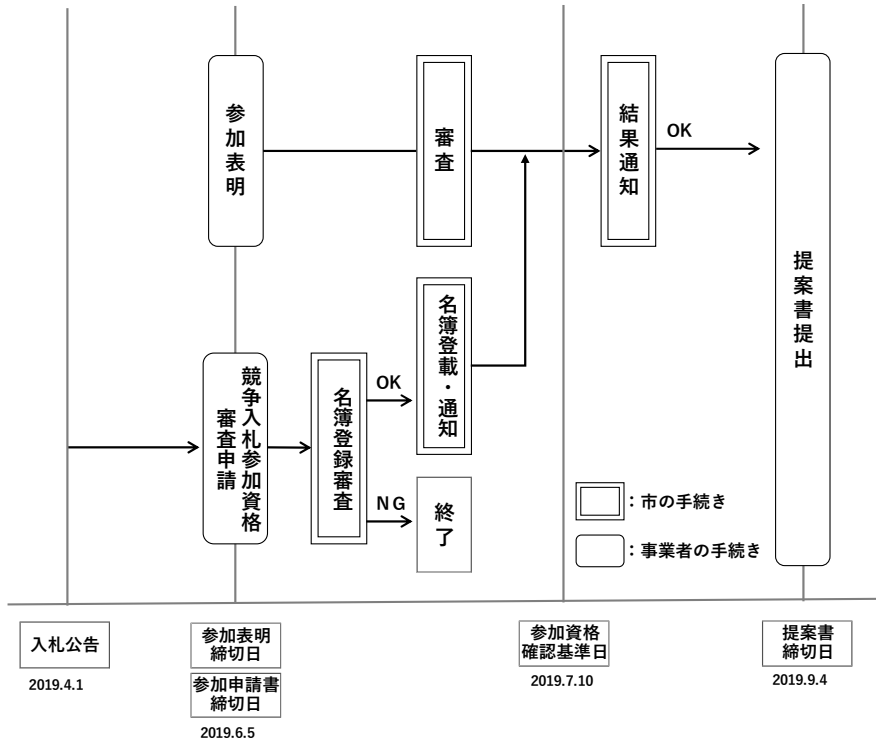 参加表明
審査
結果通知
OK
提案書提出
名簿登載・通知
競争入札参加資格
審査申請
名簿登録審査
OK
NG
終了
：市の手続き
：事業者の手続き
入札公告
2019.4.1
参加表明
締切日
参加申請書
締切日
2019.6.5
参加資格
確認基準日
2019.7.10
提案書
締切日
2019.9.4